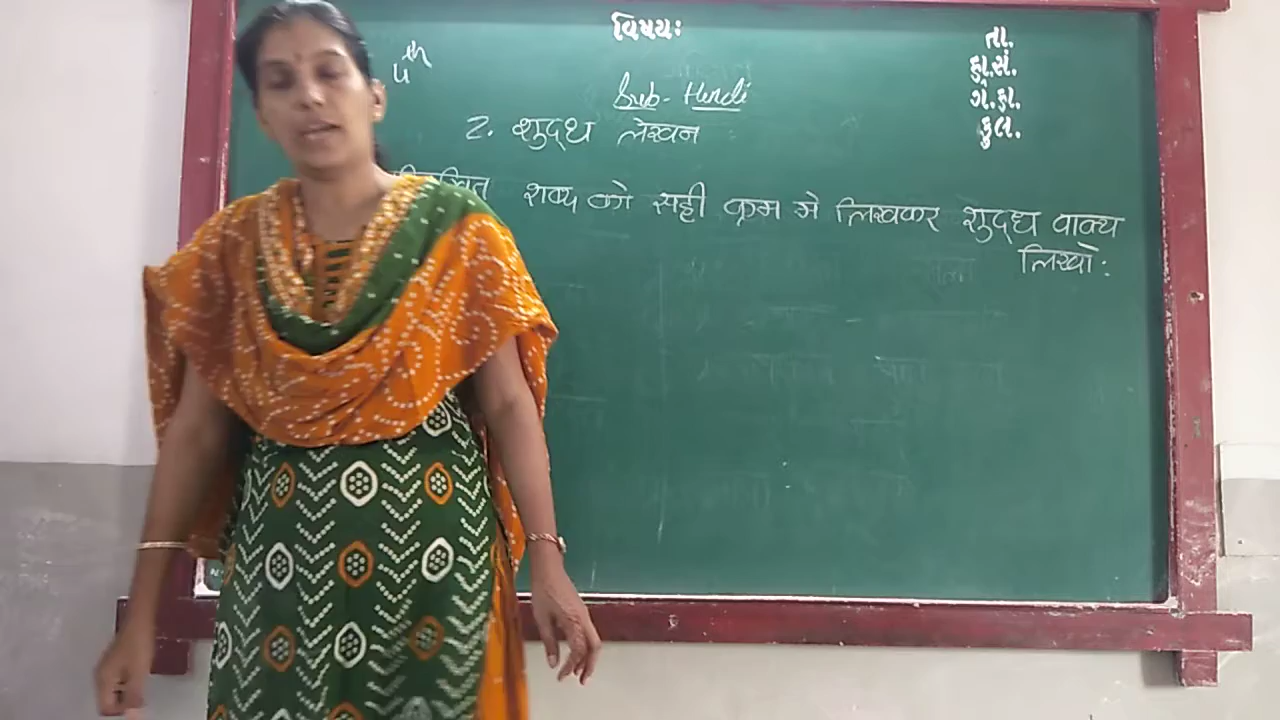 વિષયઃ
તા.
હા.સં.
ગે.હા.
કુલ.
4th
Sub- Hindi
2. शुद्ध लेखन
शब्द को सही क्रम मे लिखकर शुद्ध वाक्य
लिखो: